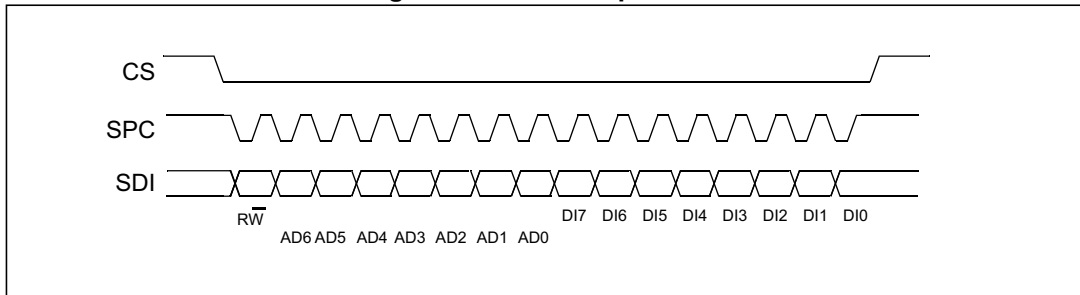 CS
SPC
SDI
RW DI7 DI6 DI5 DI4 DI3 DI2 DI1 DI0
AD6 AD5 AD4 AD3 AD2 AD1 AD0